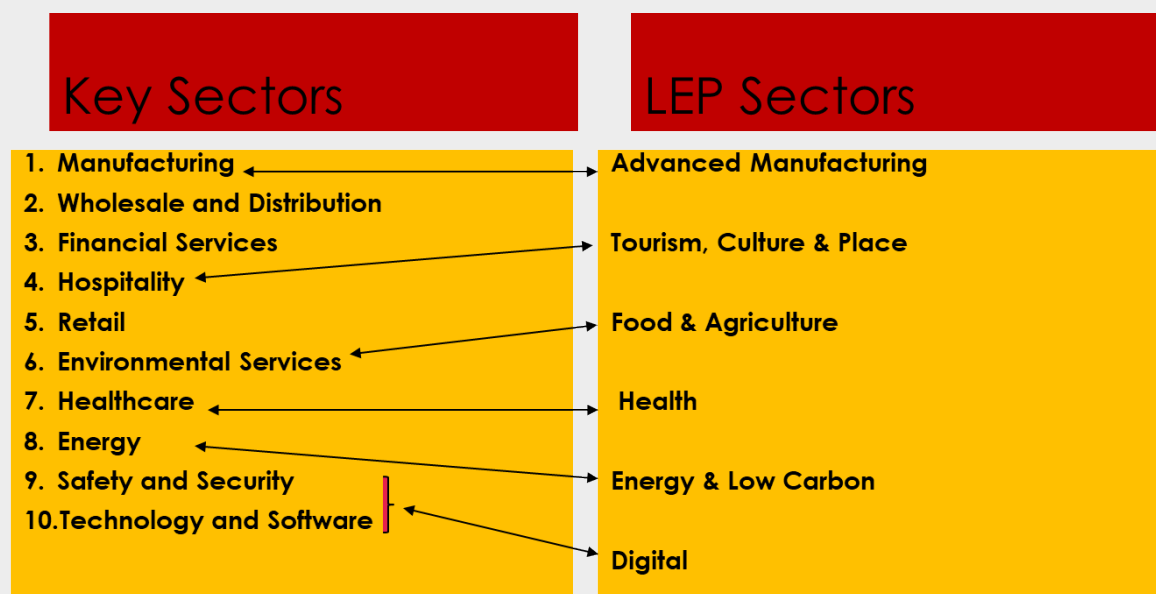 Key Sectors
LEP Sectors
1. Manufacturing
2. Wholesale and Distribution
3. Financial Services
4. Hospitality
5. Retail
6. Environmental Services
7. Healthcare
8. Energy
9. Safety and Security
10.Technology and Software
Advanced Manufacturing
Tourism, Culture & Place
Food & Agriculture
Health
Energy & Low Carbon
Digital